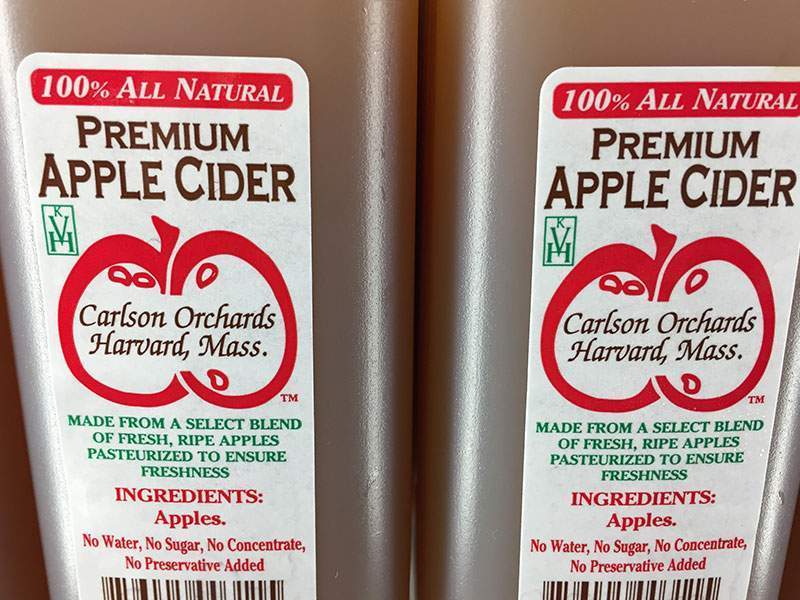 100% ALL NATURAL
PREMIUM
APPLE CIDER
K
VH
Carlson Orchards
Harvard, Mass.
TM
MADE FROM A SELECT BLEND
OF FRESH, RIPE APPLES
PASTEURIZED TO ENSURE
FRESHNESS
INGREDIENTS:
Apples.
No Water, No Sugar, No Concentrate,
No Preservative Added
100% ALL NATURAL
PREMIUM
APPLE CIDER
K
VH
Carlson Orchards
Harvard, Mass.
TM
MADE FROM A SELECT BLEND
OF FRESH, RIPE APPLES
PASTEURIZED TO ENSURE
FRESHNESS
INGREDIENTS:
Apples.
No Water, No Sugar, No Concentrate,
No Preservative Added